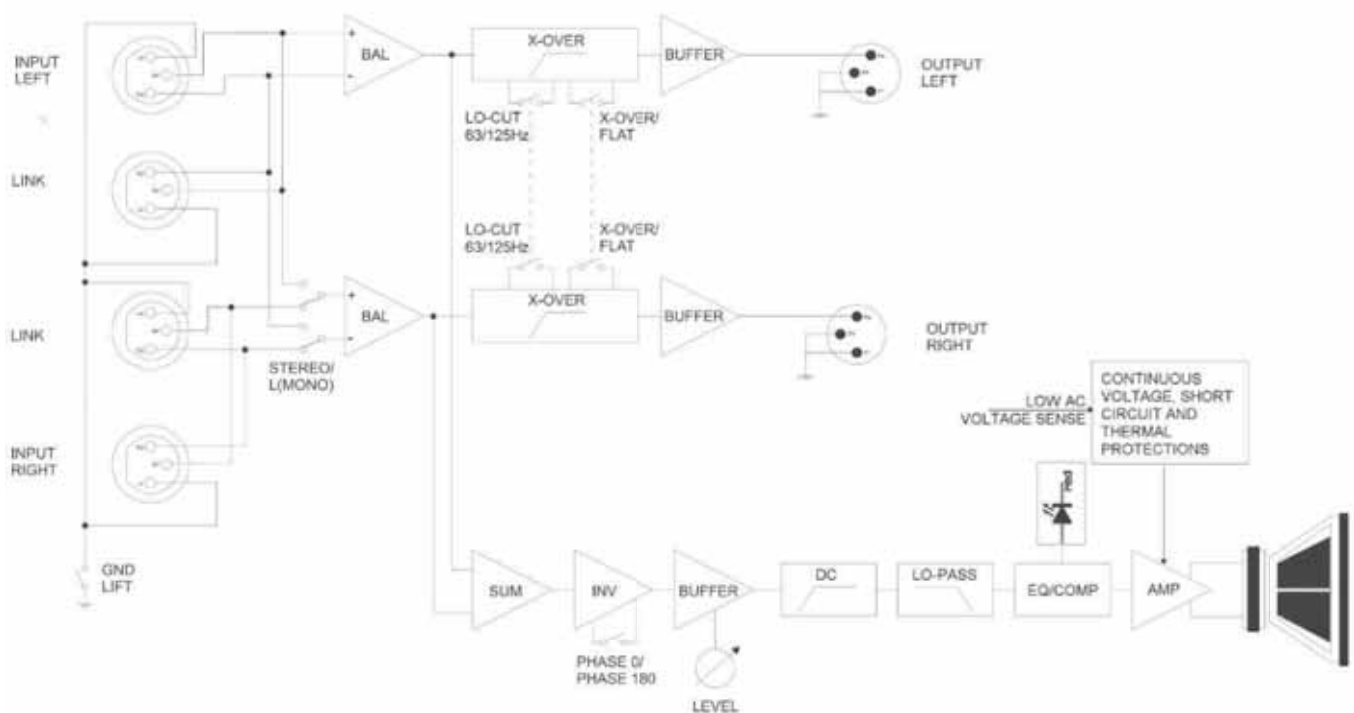 INPUT
LEFT
BAL
X-OVER
BUFFER
OUTPUT
LEFT
LO-CUT
63/125Hz
X-OVER/
FLAT
LINK
LO-CUT
63/125Hz
X-OVER/
FLAT
LINK
BAL
X-OVER
BUFFER
OUTPUT
RIGHT
STEREO/
L(MONO)
LOW AC
VOLTAGE SENSE
CONTINUOUS
VOLTAGE, SHORT
CIRCUIT AND
THERMAL
PROTECTIONS
INPUT
RIGHT
Red
GND
LIFT
SUM
INV
BUFFER
DC
LO-PASS
EQ/COMP
AMP
PHASE 0/
PHASE 180
LEVEL